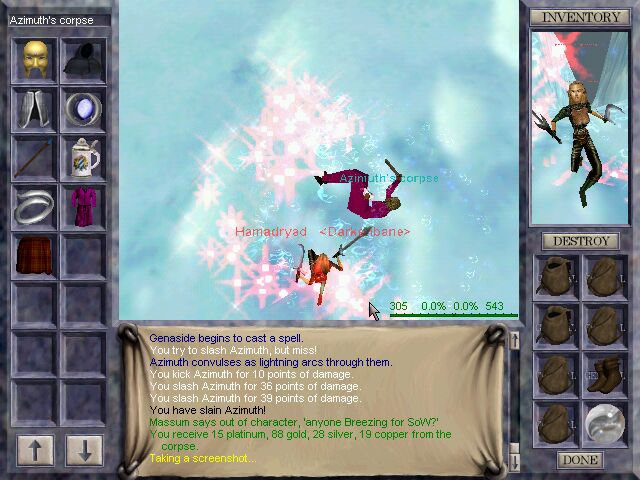 Azimuth's corpse
INVENTORY
Azimuth's corpse
Hamadryad <Darkenbane>
DESTROY
305 0.0% 0.0% 543
Genaside begins to cast a spell.
You try to slash Azimuth, but miss!
Azimuth convulses as lightning arcs through them.
You kick Azimuth for 10 points of damage.
You slash Azimuth for 36 points of damage.
You slash Azimuth for 39 points of damage.
You have slain Azimuth!
Massum says out of character, 'anyone Breezing for SoW?'
You receive 15 platinum, 88 gold, 28 silver, 19 copper from the
corpse.
Taking a screenshot...
DONE